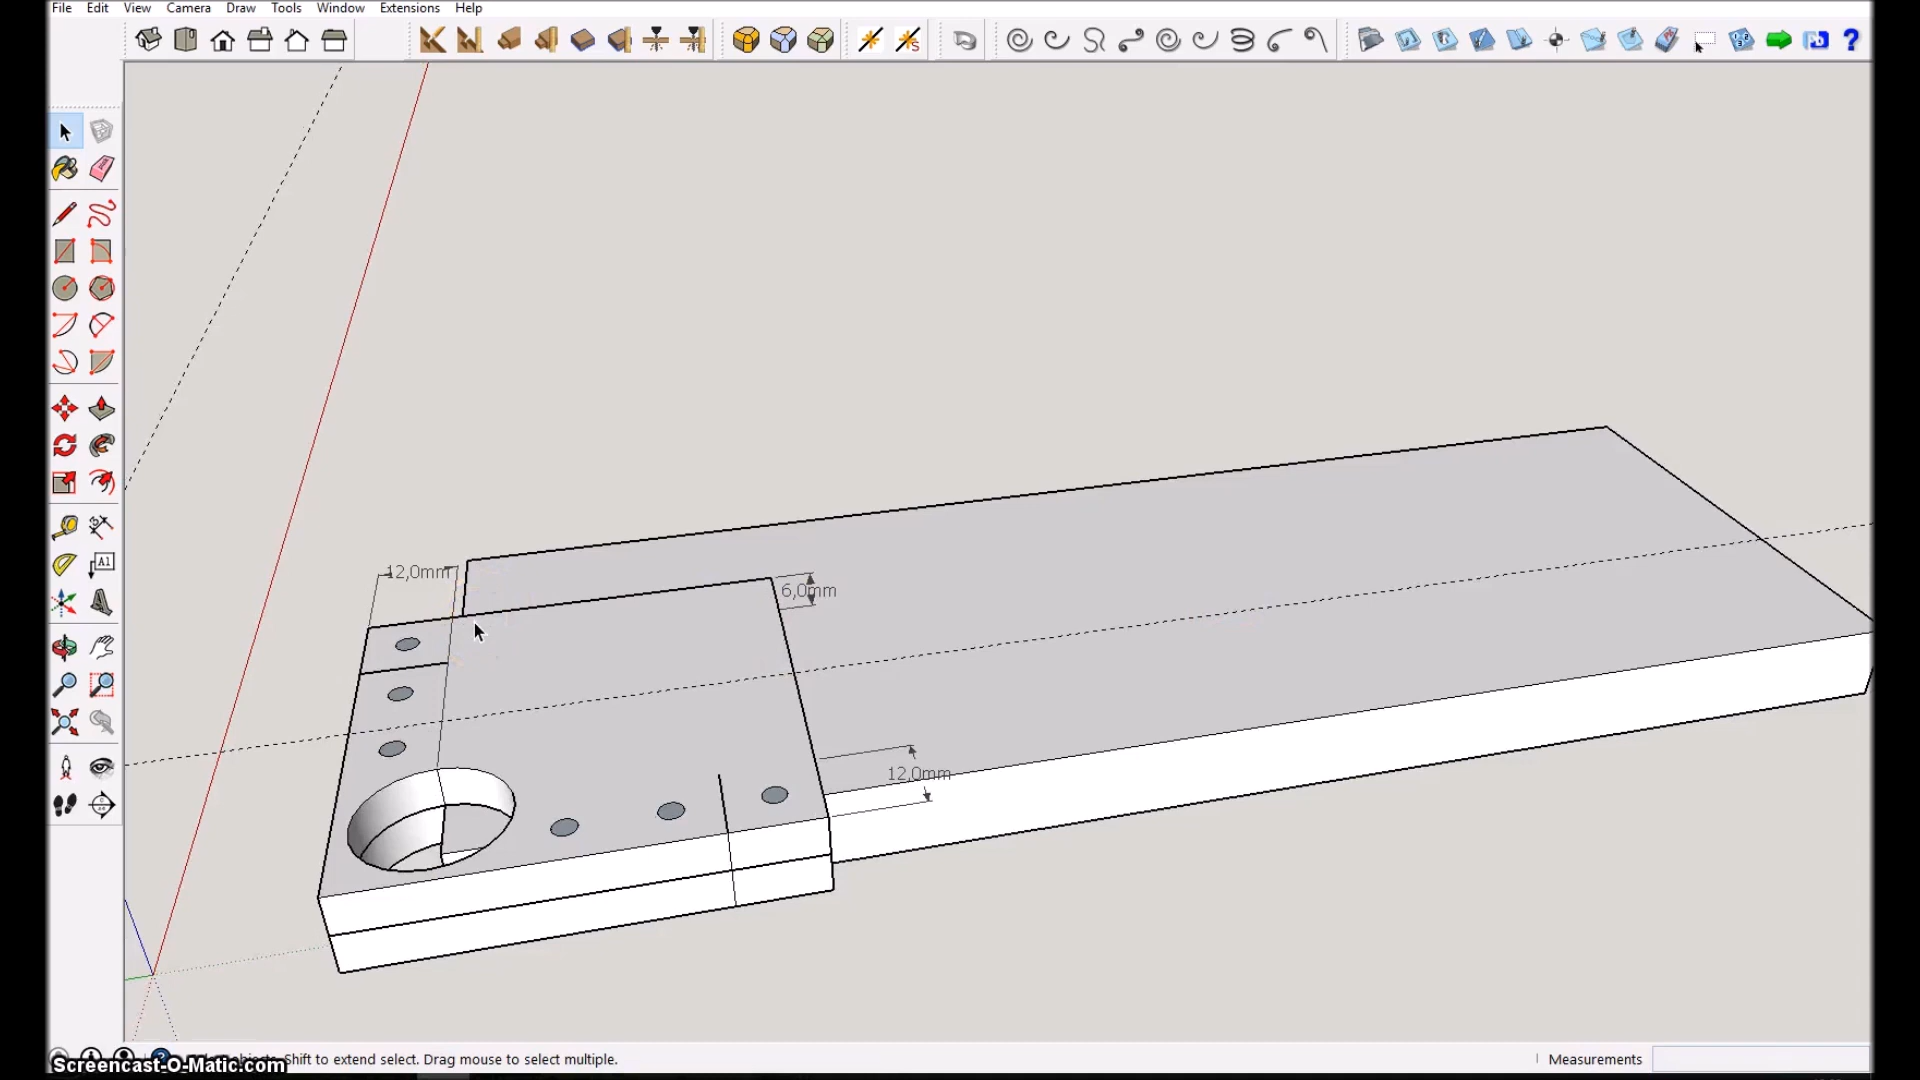 File Edit View Camera Draw Tools Window Extensions Help
12,0mm
6,0mm
12,0mm
Shift to extend select. Drag mouse to select multiple.
Measurements
Screencast-O-Matic.com